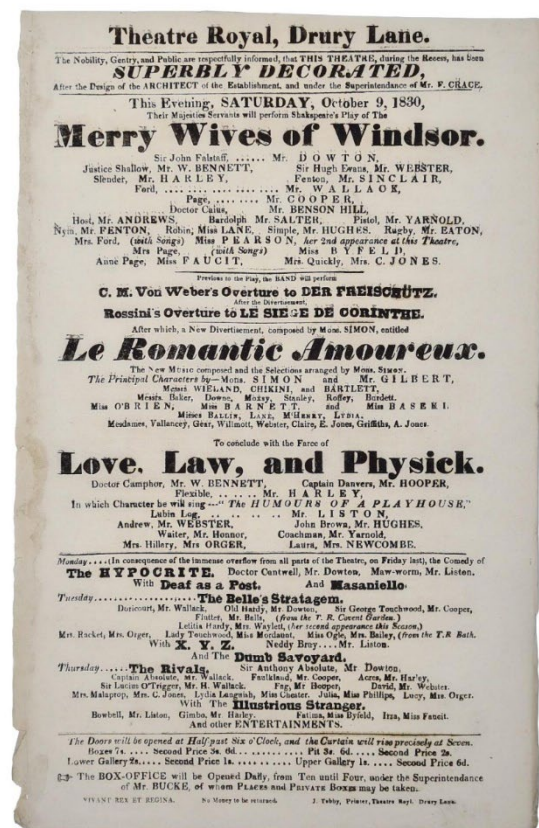 Theatre Royal, Drury Lane.
The Nobility, Gentry, and Public are respectfully informed, that THIS THEATRE, during the Recess, has been
SUPERBLY DECORATED,
After the Design of the ARCHITECT of the Establishment, and under the Superintendance of Mr. F. CRACE.
This Evening, SATURDAY, October 9, 1830,
Their Majesties Servants will perform Shakspeare's Play of The
Merry Wives of Windsor.
Sir John Falstaff, ...... Mr. DOWTON,
Justice Shallow, Mr. W. BENNETT, Sir Hugh Evans, Mr. WEBSTER,
Slender, Mr. HARLEY, Fenton, Mr. SINCLAIR,
Ford, .... .... .... .... .... Mr. WALLACK,
Page, .... .... Mr. COOPER,
Doctor Caius, Mr. BENSON HILL,
Host, Mr. ANDREWS, Bardolph Mr. SALTER, Pistol, Mr. YARNOLD,
Nym, Mr. FENTON, Robin, Miss LANE, Simple, Mr. HUGHES. Rugby, Mr. EATON,
Mrs. Ford, (with Songs) Miss PEARSON, her 2nd appearance at this Theatre,
Mrs Page, (with Songs) Miss BYFELD,
Anne Page, Miss FAUCIT, Mrs. Quickly, Mrs. C. JONES.
Previous to the Play, the BAND will perform
C. M. Von Weber's Overture to DER FREISCHÜTZ.
After the Divertisement,
Rossini's Overture to LE SIEGE DE CORINTHE.
After which, a New Divertisement, composed by Mons. SIMON, entitled
Le Romantic Amoureux.
The New Music composed and the Selections arranged by Mons. Simon.
The Principal Characters by—Mons. SIMON and Mr. GILBERT,
Messrs WIELAND, CHIKINI, and BARTLETT,
Messrs. Baker, Downe, Maxsy, Stanley, Roffey, Burdett.
Miss O'BRIEN, Miss BARNETT. and Miss BASEKE.
Misses BALLIN, LANE, M'HENRY, LYDIA.
Mesdames, Vallancey, Gear, Willmott, Webster, Claire, E. Jones, Griffiths, A. Jones.
To conclude with the Farce of
Love, Law, and Physick.
Doctor Camphor, Mr. W. BENNETT, Captain Danvers, Mr. HOOPER,
Flexible, .. .. .. .. Mr. HARLEY,
In which Character he will sing---"The HUMOURS OF A PLAYHOUSE,"
Lubin Log, .. .. .. .. .. Mr. LISTON,
Andrew, Mr. WEBSTER, John Brown, Mr. HUGHES,
Waiter, Mr. Honnor, Coachman, Mr. Yarnold,
Mrs. Hillery, Mrs ORGER, Laura, Mrs. NEWCOMBE.
Monday....(In consequence of the immense overflow from all parts of the Theatre, on Friday last), the Comedy of
The HYPOCRITE. Doctor Cantwell, Mr. Dowton, Maw-worm, Mr. Liston.
With Deaf as a Post. And Masaniello.
Tuesday....................The Belle's Stratagem.
Doricourt, Mr. Wallack, Old Hardy, Mr. Dowton, Sir George Touchwood, Mr. Cooper,
Flutter, Mr. Balls, (from the T. R. Covent Garden.)
Letitia Hardy, Mrs. Waylett, (her second appearance this Season,)
Mrs. Racket, Mrs. Orger, Lady Touchwood, Miss Mordaunt, Miss Ogle, Mrs. Bailey, (from the T.R Bath.
With X. Y. Z. Neddy Bray....Mr. Liston.
And The Dumb Savoyard.
Thursday.....The Rivals. Sir Anthony Absolute, Mr Dowton,
Captain Absolute, Mr. Wallack, Faulkland, Mr. Cooper, Acres, Mr. Harley,
Sir Lucius O'Trigger, Mr. H. Wallack. Fag, Mr Hooper, David, Mr. Webster.
Mrs. Malaprop, Mrs. C. Jones, Lydia Languish, Miss Chester. Julia, Miss Phillips, Lucy, Mrs. Orger.
With The Illustrious Stranger.
Bowbell, Mr. Liston, Gimbo, Mr. Harley. Fatima, Miss Byfeld, Irza, Miss Faucit.
And other ENTERTAINMENTS.
The Doors will be opened at Half past Six o'Clock, and the Curtain will rise precisely at Seven.
Boxes 7s..... Second Price 3s. 6d...... Pit 3s. 6d..... Second Price 2s.
Lower Gallery 2s..... Second Price 1s...... Upper Gallery 1s..... Second Price 6d.
The BOX-OFFICE will be Opened Daily, from Ten until Four, under the Superintendance
of Mr. BUCKE, of whom PLACES and PRIVATE BOXES may be taken.
VIVANT REX ET REGINA. No Money to be returned. J. Tabby, Printer, Theatre Royl. Drury Lane.